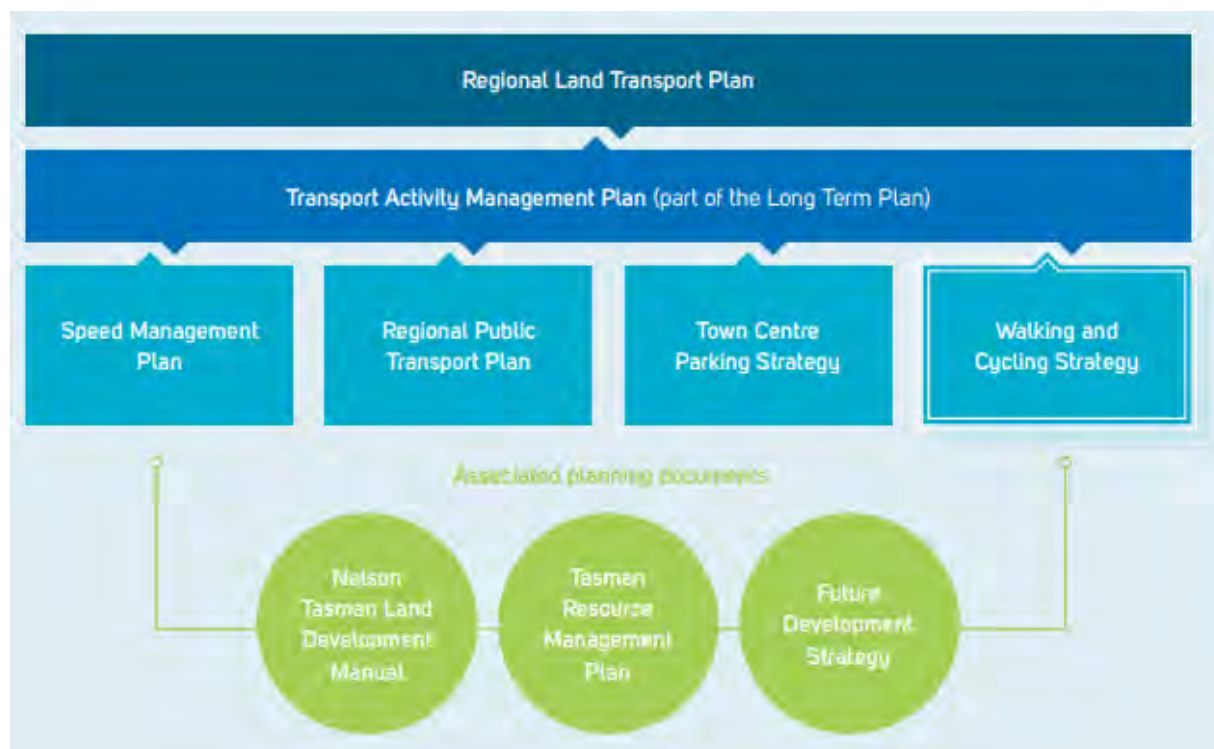 Regional Land Transport Plan
Transport Activity Management Plan (part of the Long Term Plan)
Speed Management
Plan
Regional Public
Transport Plan
Town Centre
Parking Strategy
Walking and
Cycling Strategy
Associated planning documents
Nelson
Tasman Land
Development
Manual
Tasman
Resource
Management
Plan
Future
Development
Strategy